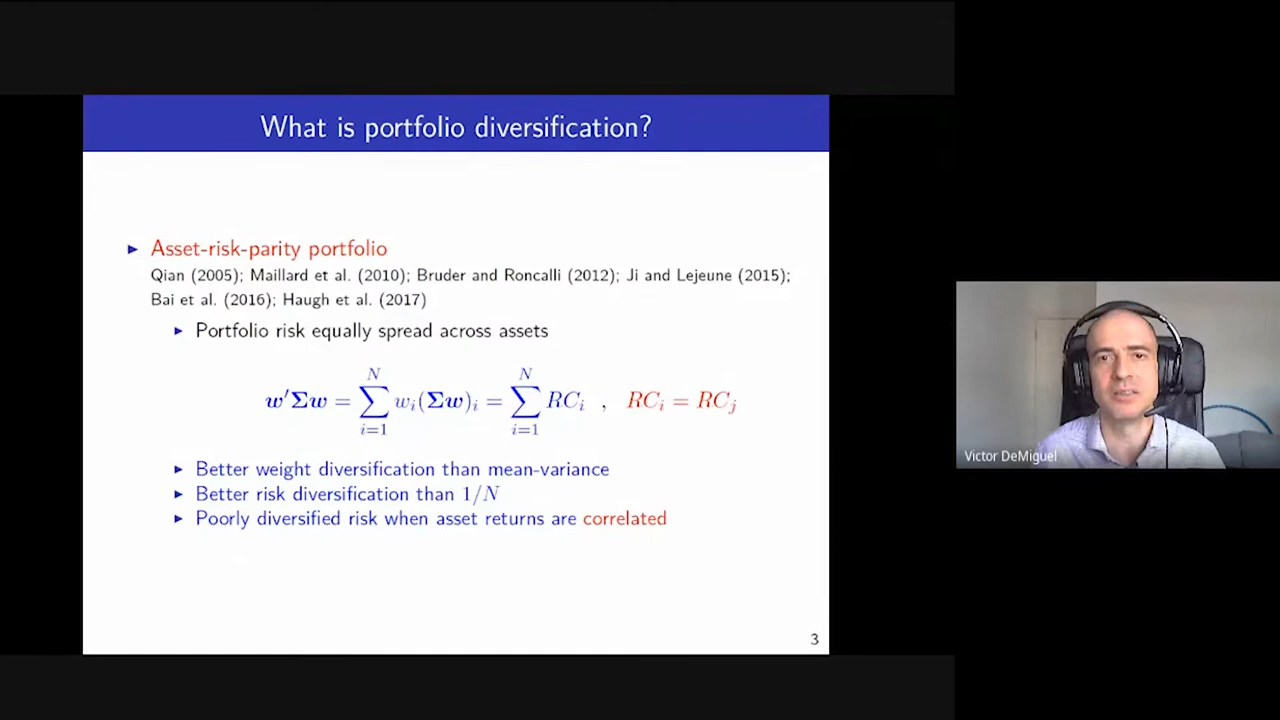 What is portfolio diversification?
► Asset-risk-parity portfolio
Qian (2005); Maillard et al. (2010); Bruder and Roncalli (2012); Ji and Lejeune (2015);
Bai et al. (2016); Haugh et al. (2017)
► Portfolio risk equally spread across assets
w′Σw = ∑_{i=1}^{N} w_i(Σw)_i = ∑_{i=1}^{N} RC_i , RC_i = RC_j
► Better weight diversification than mean-variance
► Better risk diversification than 1/N
► Poorly diversified risk when asset returns are correlated
3
Victor DeMiguel